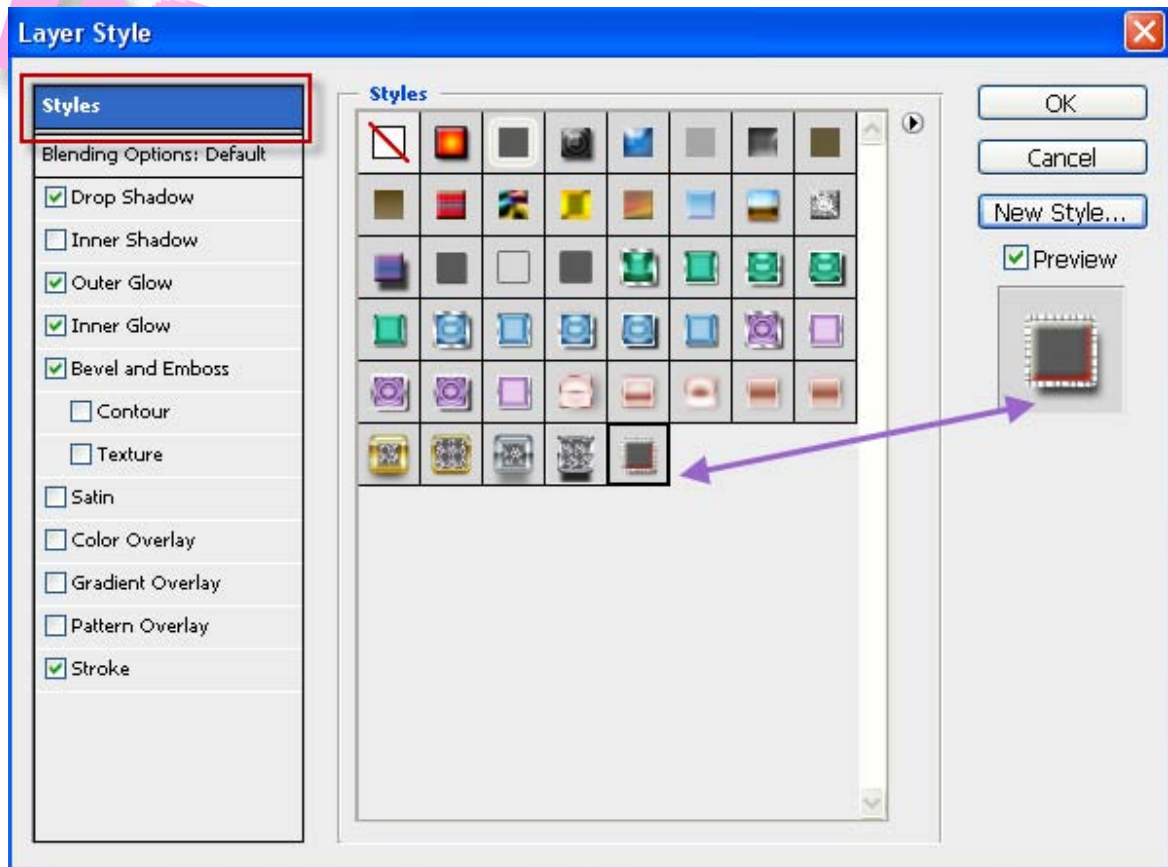 Layer Style
Styles
Blending Options: Default
Drop Shadow
Inner Shadow
Outer Glow
Inner Glow
Bevel and Emboss
Contour
Texture
Satin
Color Overlay
Gradient Overlay
Pattern Overlay
Stroke
Styles
OK
Cancel
New Style...
Preview